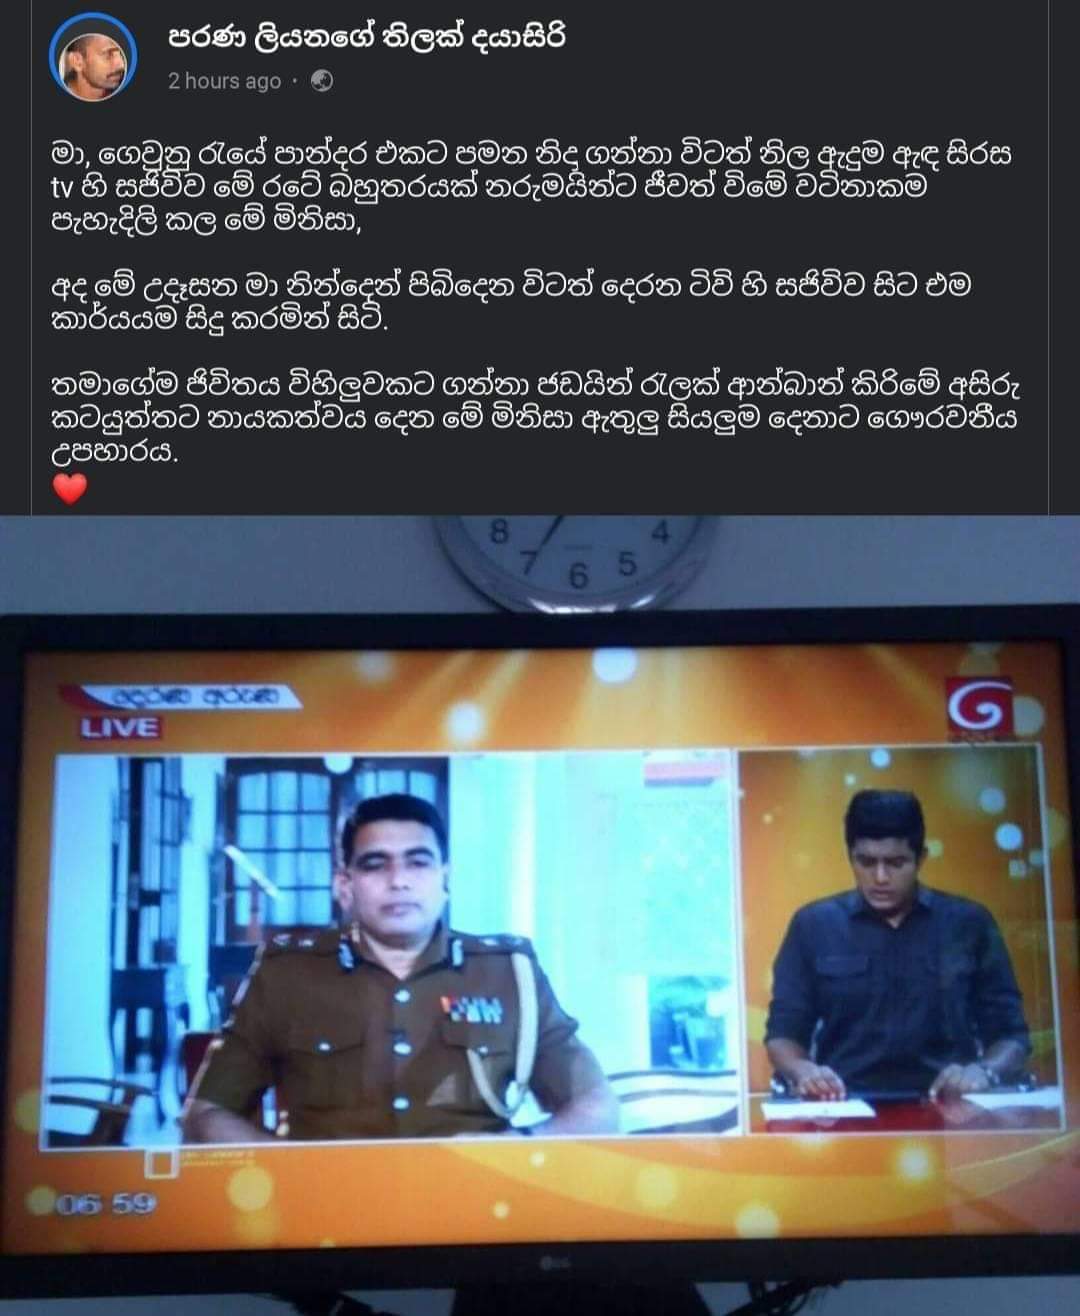 පරණ ලියනගේ තිලක් දයාසිරි
2 hours ago ·
මා, ගෙවුනු රැයේ පාන්දර එකට පමන නිදු ගන්නා විටත් නිල ඇදුම ඇඳ සිරස
tv හි සජිවිව මේ රටේ බහුතරයක් නරුමයින්ට ජීවත් විමේ වටිනාකම
පැහැදිලි කල මේ මිනිසා,
අද මේ උදෑසන මා නින්දෙන් පිබිදෙන විටත් දෙරන ටිවි හි සජිවිව සිට එම
කාර්යයම සිදු කරමින් සිටි.
තමාගේම ජිවිතය විහිලුවකට ගන්නා ජඩයින් රැලක් ආන්බාන් කිරිමේ අසිරු
කටයුත්තට නායකත්වය දෙන මේ මිනිසා ඇතුලු සියලුම දෙනාට ගෞරවනීය
උපහාරය.
8 4
7 6 5
දෙරණ අරුණ
LIVE
06 59
LG